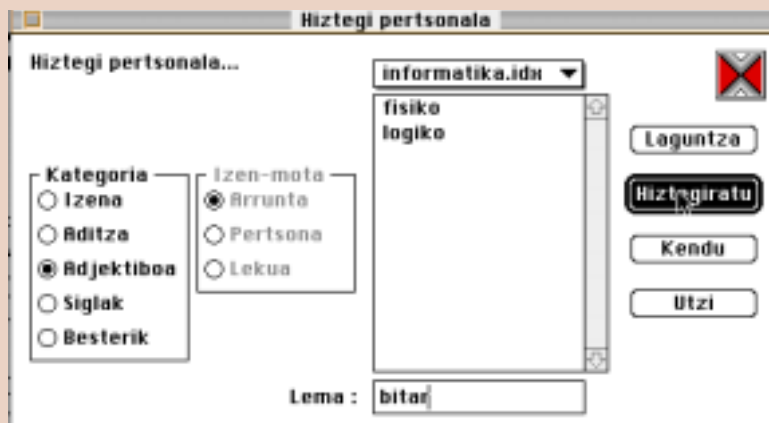 Hiztegi pertsonala
Hiztegi pertsonala...
informatika.idx
fisiko
logiko
Kategoria
Izena
Aditza
Adjektiboa
Siglak
Besterik
Izen-mota
Arrunta
Pertsona
Lekua
Laguntza
Hiztegiratu
Kendu
Utzi
Lema : bitar